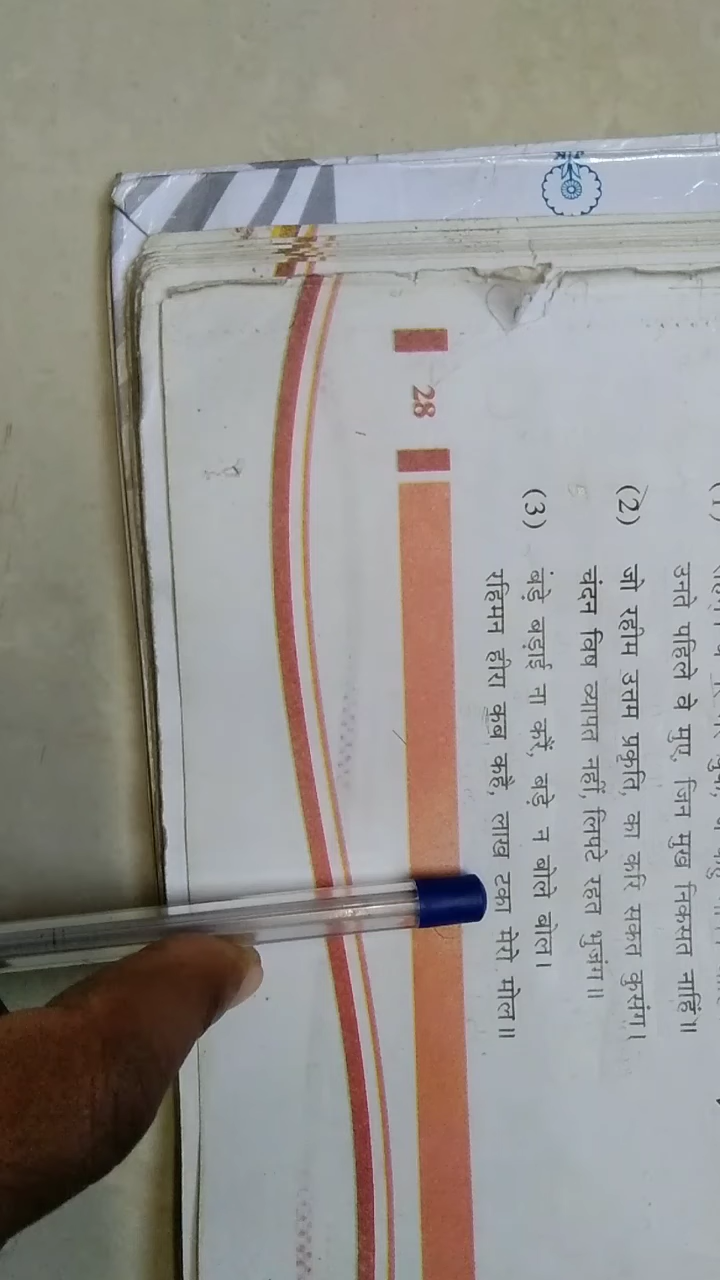 उनते पहिले वे मुए, जिन मुख निकसत नाहिं॥
(2) जो रहीम उत्तम प्रकृति, का करि सकत कुसंग।
चंदन विष व्यापत नहीं, लिपटे रहत भुजंग॥
(3) बड़े बड़ाई ना करें, बड़े न बोले बोल।
रहिमन हीरा कब कहै, लाख टका मेरो मोल॥
28